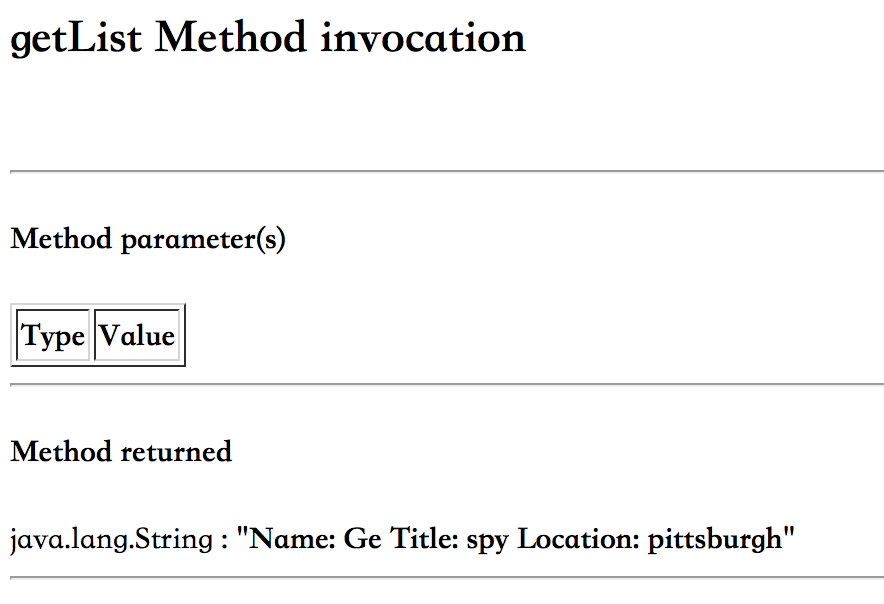 getList Method invocation
Method parameter(s)
Type Value
Method returned
java.lang.String : "Name: Ge Title: spy Location: pittsburgh"